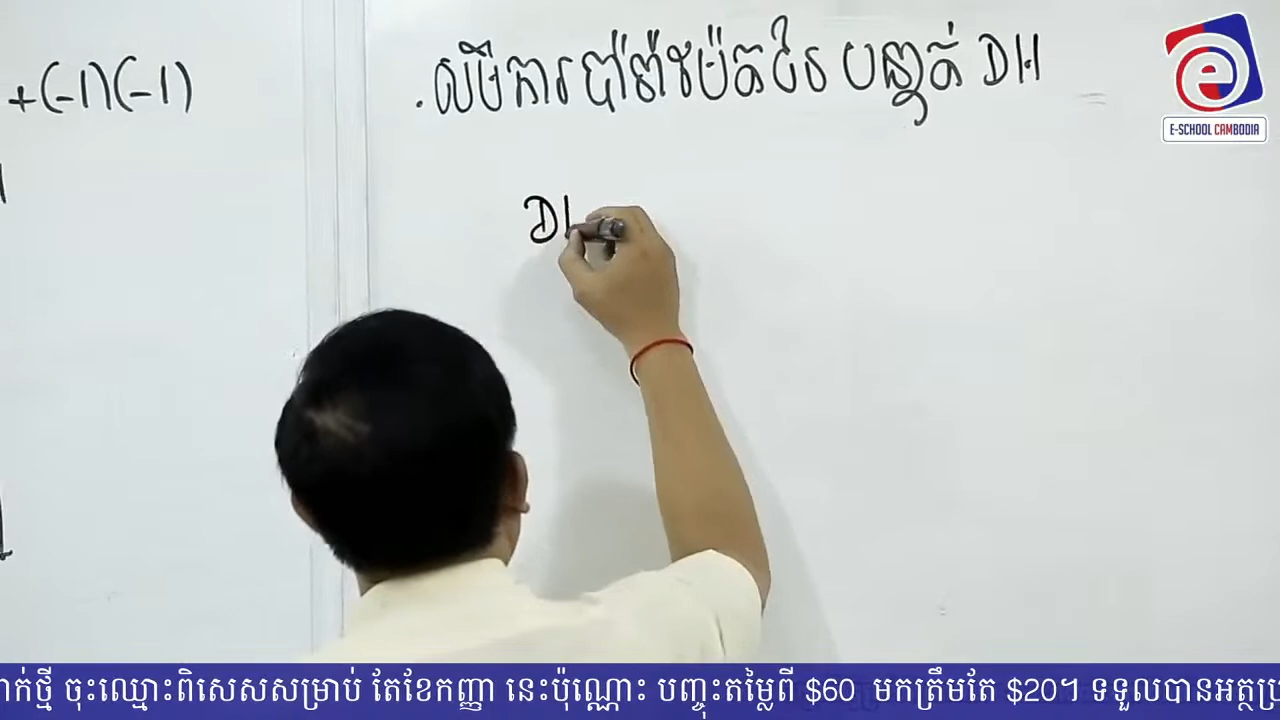 +(-1)(-1)
. សមីការប៉ារ៉ាម៉ែតនៃ បន្ទាត់ DH
DH
E-SCHOOL CAMBODIA
ក់ថ្មី ចុះឈ្មោះពិសេសសម្រាប់ តែខែកញ្ញា នេះប៉ុណ្ណោះ បញ្ចុះតម្លៃពី $60 មកត្រឹមតែ $20។ ទទួលបានអត្ថប្រ